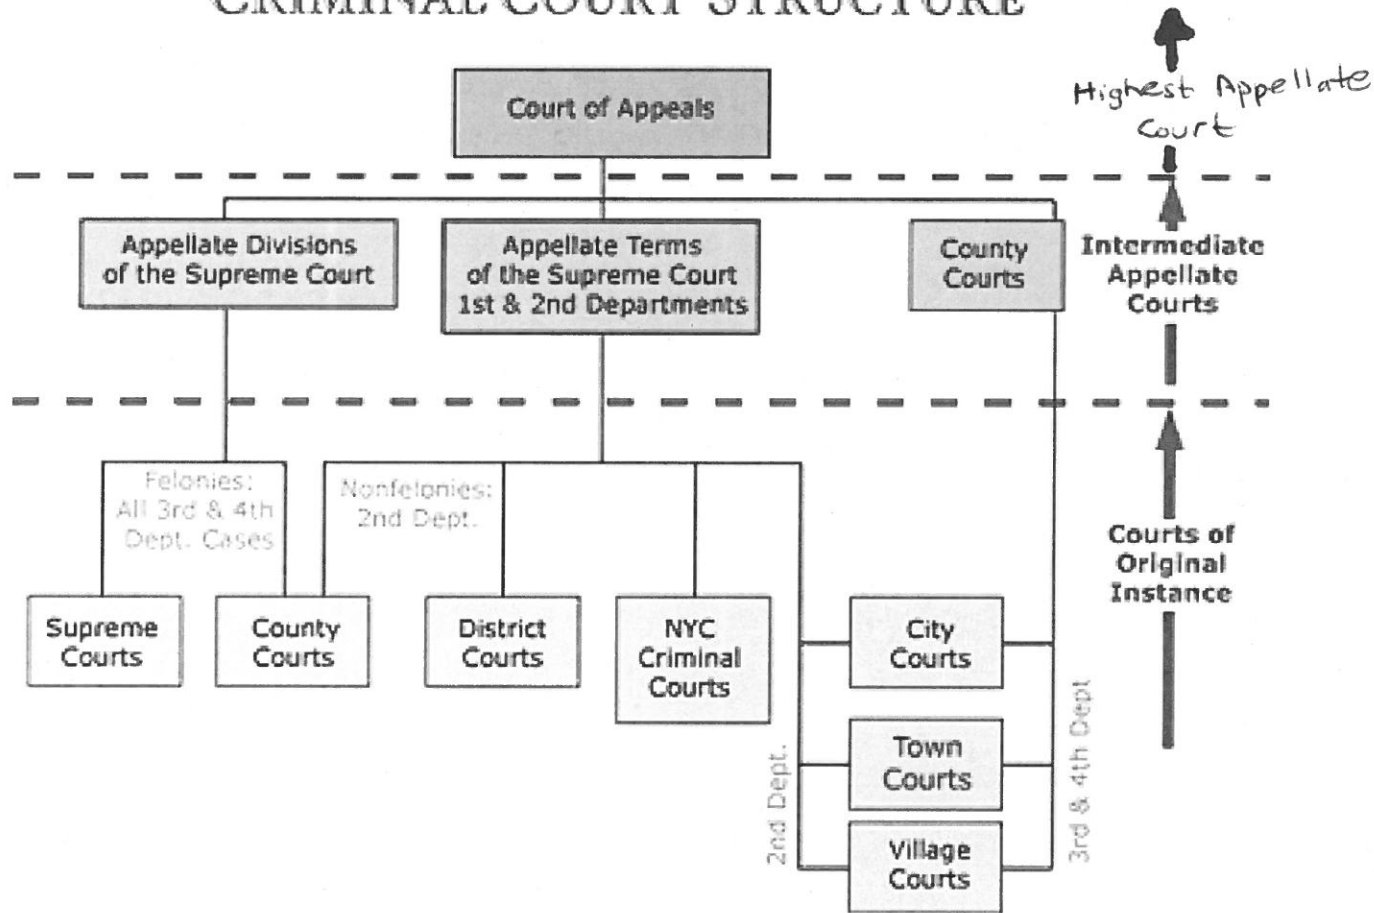 CRIMINAL COURT STRUCTURE
Highest Appellate
Court
Court of Appeals
Appellate Divisions
of the Supreme Court
Appellate Terms
of the Supreme Court
1st & 2nd Departments
County
Courts
Intermediate
Appellate
Courts
Felonies:
All 3rd & 4th
Dept. Cases
Nonfelonies:
2nd Dept.
Courts of
Original
Instance
Supreme
Courts
County
Courts
District
Courts
NYC
Criminal
Courts
City
Courts
Town
Courts
Village
Courts
2nd Dept.
3rd & 4th Dept